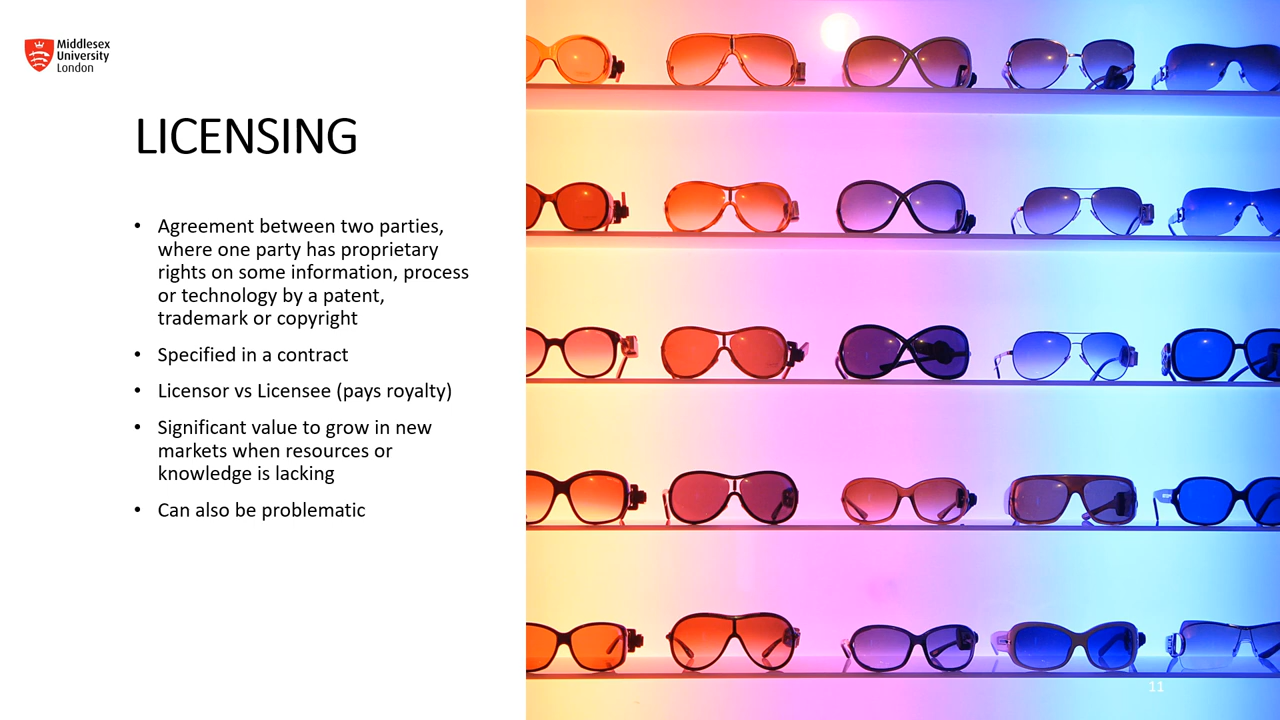 Middlesex
University
London
LICENSING
• Agreement between two parties,
where one party has proprietary
rights on some information, process
or technology by a patent,
trademark or copyright
• Specified in a contract
• Licensor vs Licensee (pays royalty)
• Significant value to grow in new
markets when resources or
knowledge is lacking
• Can also be problematic
11